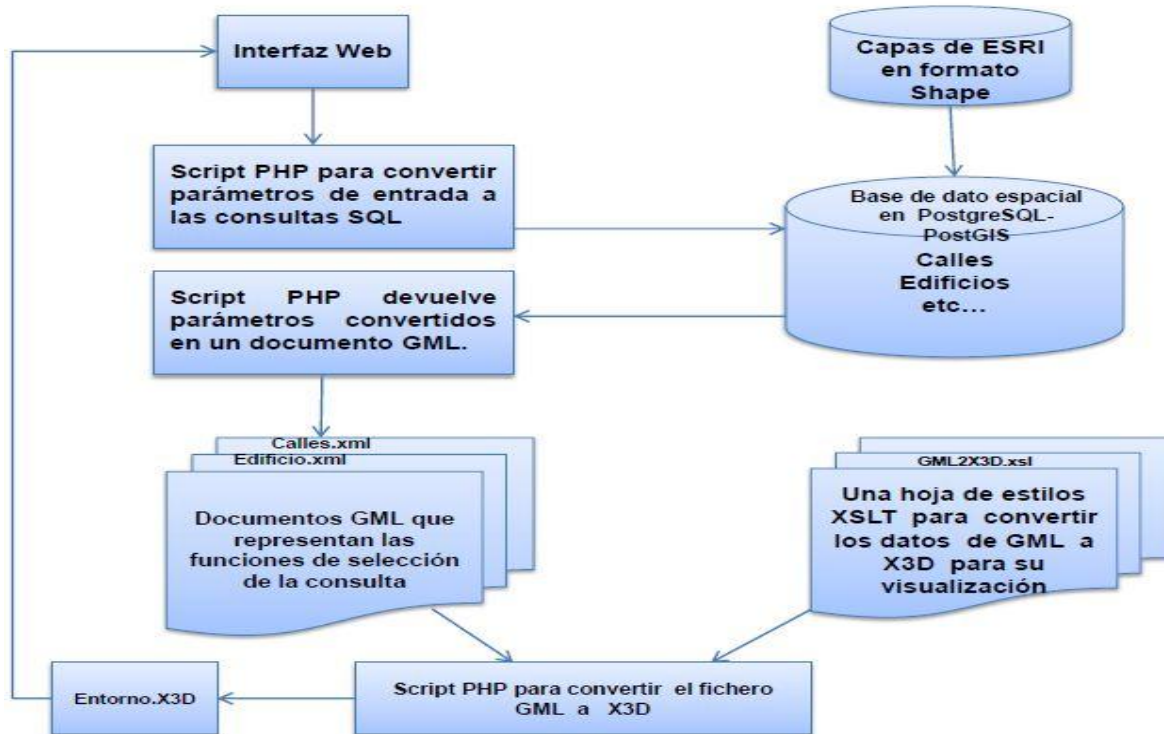 Interfaz Web
Capas de ESRI
en formato
Shape
Script PHP para convertir
parámetros de entrada a
las consultas SQL
Base de dato espacial
en PostgreSQL-
PostGIS
Calles
Edificios
etc...
Script PHP devuelve
parámetros convertidos
en un documento GML.
Calles.xml
Edificio.xml
Documentos GML que
representan las
funciones de selección
de la consulta
GML2X3D.xsl
Una hoja de estilos
XSLT para convertir
los datos de GML a
X3D para su
visualización
Entorno.X3D
Script PHP para convertir el fichero
GML a X3D